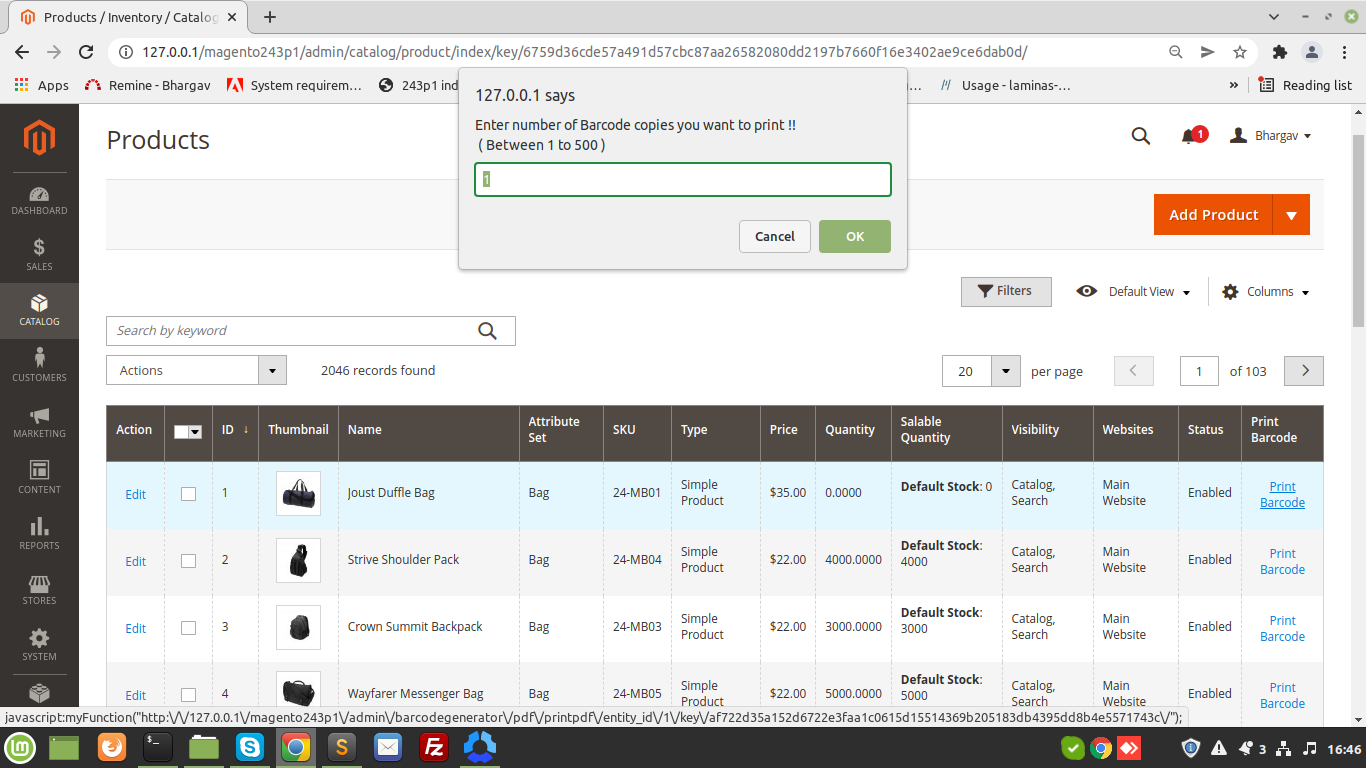 Products / Inventory / Catalog
127.0.0.1/magento243p1/admin/catalog/product/index/key/6759d36cde57a491d57cbc87aa26582080dd2197b7660f16e3402ae9ce6dab0d/
Apps
Remine - Bhargav
System requirem…
243p1 ind
Usage - laminas-…
»
Reading list
127.0.0.1 says
Enter number of Barcode copies you want to print !!
( Between 1 to 500 )
1
Cancel
OK
Products
1
Bhargav
Add Product
DASHBOARD
$
SALES
CATALOG
CUSTOMERS
MARKETING
CONTENT
REPORTS
STORES
SYSTEM
Filters
Default View
Columns
Search by keyword
Actions
2046 records found
20
per page
1
of 103
Action
ID ↓
Thumbnail
Name
Attribute
Set
SKU
Type
Price
Quantity
Salable
Quantity
Visibility
Websites
Status
Print
Barcode
Edit
1
Joust Duffle Bag
Bag
24-MB01
Simple
Product
$35.00
0.0000
Default Stock: 0
Catalog,
Search
Main
Website
Enabled
Print
Barcode
Edit
2
Strive Shoulder Pack
Bag
24-MB04
Simple
Product
$22.00
4000.0000
Default Stock:
4000
Catalog,
Search
Main
Website
Enabled
Print
Barcode
Edit
3
Crown Summit Backpack
Bag
24-MB03
Simple
Product
$22.00
3000.0000
Default Stock:
3000
Catalog,
Search
Main
Website
Enabled
Print
Barcode
Edit
4
Wayfarer Messenger Bag
Bag
24-MB05
Simple
Product
$22.00
5000.0000
Default Stock:
5000
Catalog,
Search
Main
Website
Enabled
Print
Barcode
javascript:myFunction("http:\/\/127.0.0.1\/magento243p1\/admin\/barcodegenerator\/pdf\/printpdf\/entity_id\/1\/key\/af722d35a152d6722e3faa1c0615d15514369b205183db4395dd8b4e5571743c\/");
3
16:46